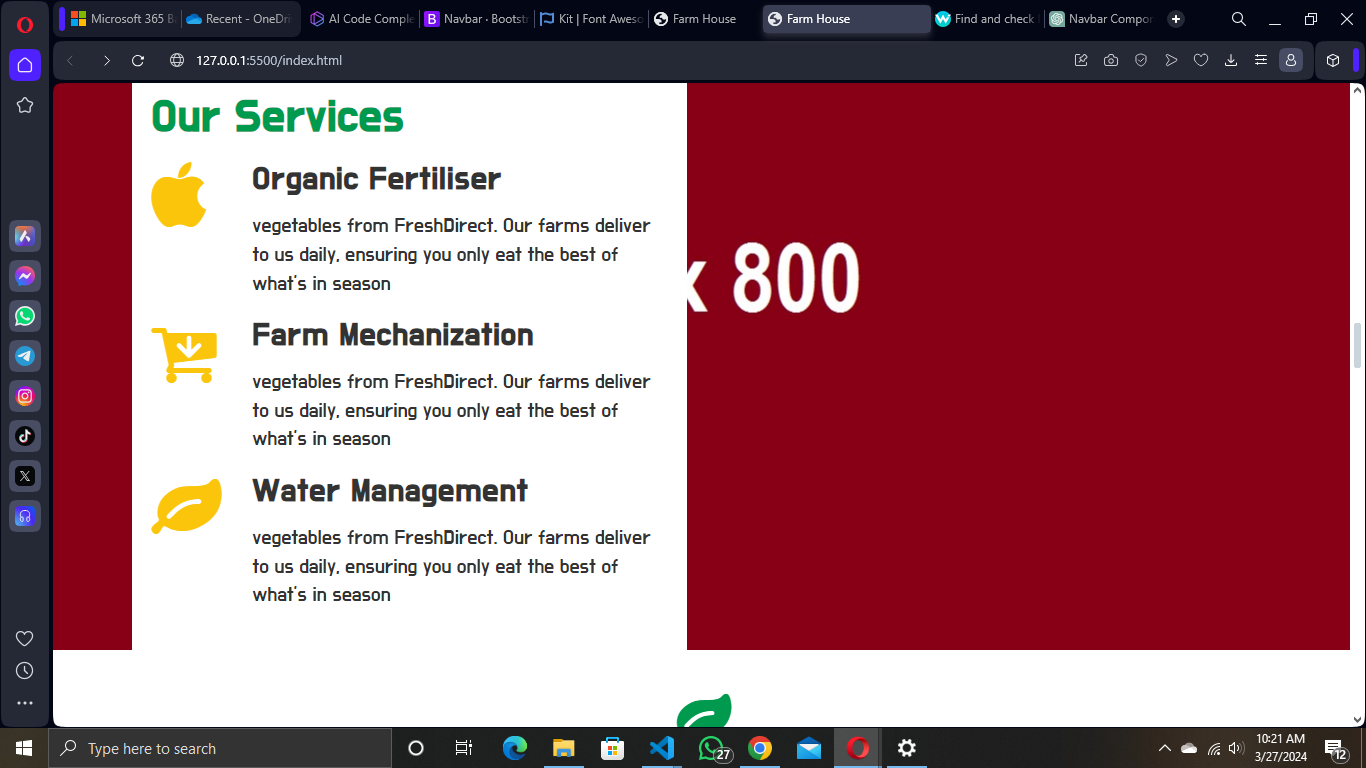 Microsoft 365 B
Recent - OneDri
AI Code Comple
Navbar · Bootstr
Kit | Font Aweso
Farm House
Farm House
Find and check
Navbar Compon
127.0.0.1:5500/index.html
Our Services
Organic Fertiliser
vegetables from FreshDirect. Our farms deliver
to us daily, ensuring you only eat the best of
what's in season
x 800
Farm Mechanization
vegetables from FreshDirect. Our farms deliver
to us daily, ensuring you only eat the best of
what's in season
Water Management
vegetables from FreshDirect. Our farms deliver
to us daily, ensuring you only eat the best of
what's in season
Type here to search
27
10:21 AM
3/27/2024
12